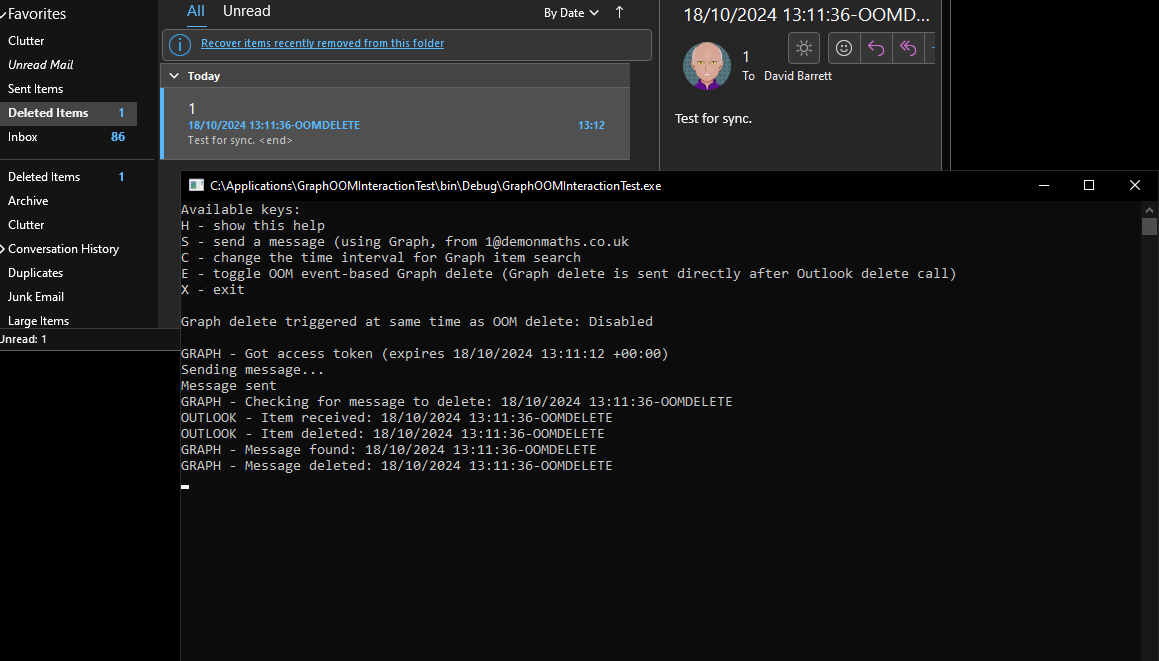 Favorites
Clutter
Unread Mail
Sent Items
Deleted Items 1
Inbox 86
Deleted Items 1
Archive
Clutter
Conversation History
Duplicates
Junk Email
Large Items
Unread: 1
All Unread By Date
Recover items recently removed from this folder
Today
1
18/10/2024 13:11:36-OOMDELETE 13:12
Test for sync. <end>
18/10/2024 13:11:36-OOMD...
1
To David Barrett
Test for sync.
C:\Applications\GraphOOMInteractionTest\bin\Debug\GraphOOMInteractionTest.exe
Available keys:
H - show this help
S - send a message (using Graph, from 1@demonmaths.co.uk
C - change the time interval for Graph item search
E - toggle OOM event-based Graph delete (Graph delete is sent directly after Outlook delete call)
X - exit
Graph delete triggered at same time as OOM delete: Disabled
GRAPH - Got access token (expires 18/10/2024 13:11:12 +00:00)
Sending message...
Message sent
GRAPH - Checking for message to delete: 18/10/2024 13:11:36-OOMDELETE
OUTLOOK - Item received: 18/10/2024 13:11:36-OOMDELETE
OUTLOOK - Item deleted: 18/10/2024 13:11:36-OOMDELETE
GRAPH - Message found: 18/10/2024 13:11:36-OOMDELETE
GRAPH - Message deleted: 18/10/2024 13:11:36-OOMDELETE